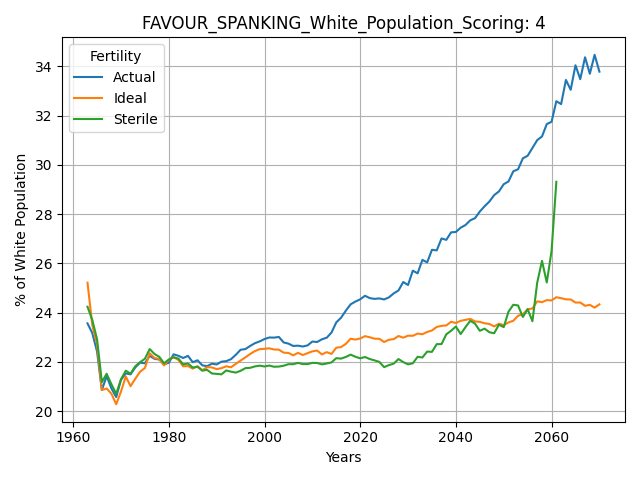 FAVOUR_SPANKING_White_Population_Scoring: 4
Fertility
Actual
Ideal
Sterile
% of White Population
34
32
30
28
26
24
22
20
1960
1980
2000
2020
2040
2060
Years